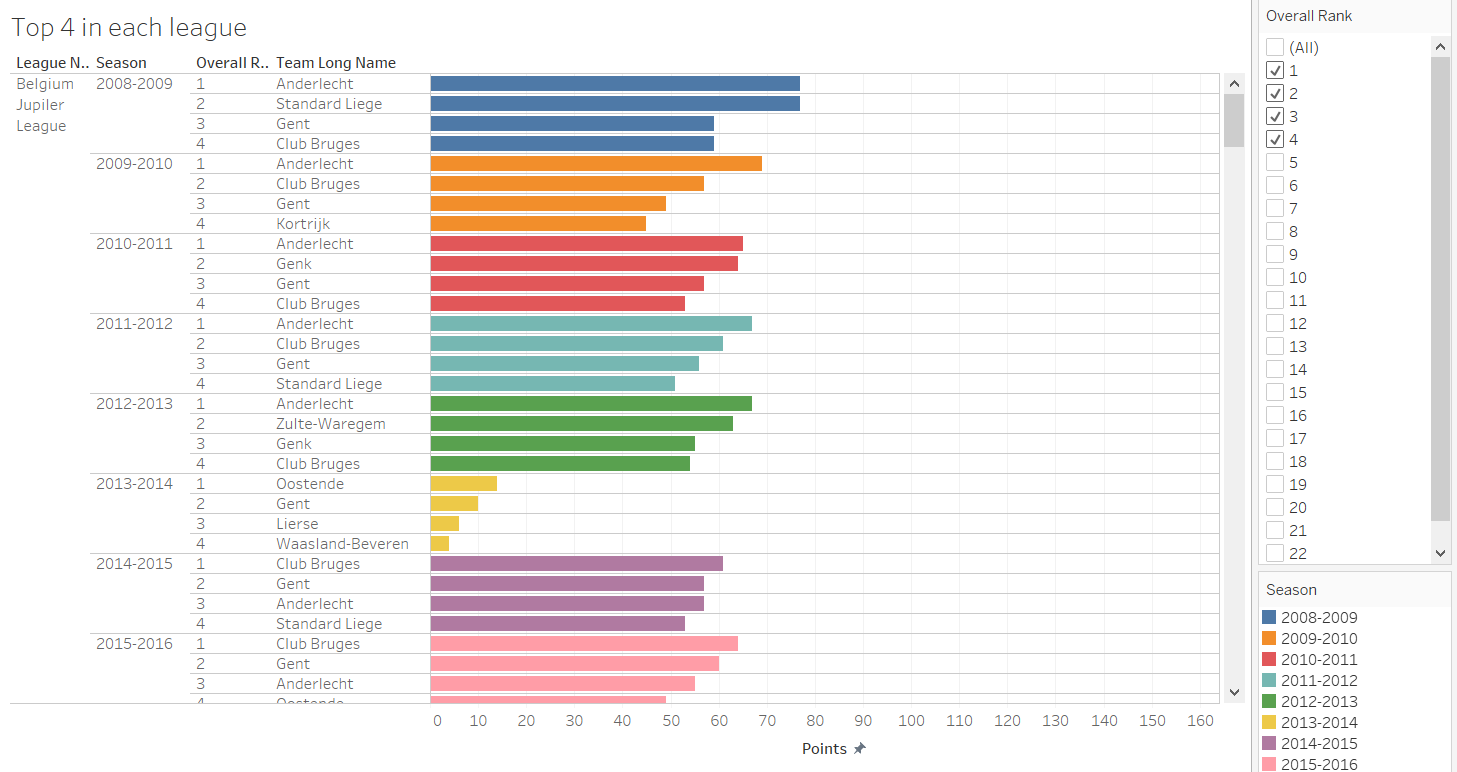 Top 4 in each league
League N.. Season Overall R.. Team Long Name
Belgium Jupiler League 2008-2009 1 Anderlecht
2 Standard Liege
3 Gent
4 Club Bruges
2009-2010 1 Anderlecht
2 Club Bruges
3 Gent
4 Kortrijk
2010-2011 1 Anderlecht
2 Genk
3 Gent
4 Club Bruges
2011-2012 1 Anderlecht
2 Club Bruges
3 Gent
4 Standard Liege
2012-2013 1 Anderlecht
2 Zulte-Waregem
3 Genk
4 Club Bruges
2013-2014 1 Oostende
2 Gent
3 Lierse
4 Waasland-Beveren
2014-2015 1 Club Bruges
2 Gent
3 Anderlecht
4 Standard Liege
2015-2016 1 Club Bruges
2 Gent
3 Anderlecht
4 Oostende
0 10 20 30 40 50 60 70 80 90 100 110 120 130 140 150 160
Points
Overall Rank
(All)
1
2
3
4
5
6
7
8
9
10
11
12
13
14
15
16
17
18
19
20
21
22
Season
2008-2009
2009-2010
2010-2011
2011-2012
2012-2013
2013-2014
2014-2015
2015-2016